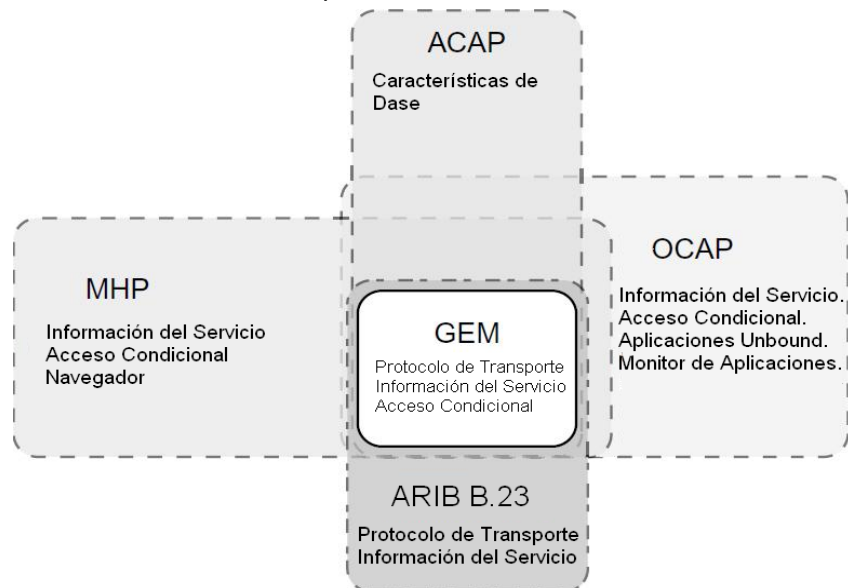 ACAP
Características de
Dase
MHP
Información del Servicio
Acceso Condicional
Navegador
OCAP
Información del Servicio.
Acceso Condicional.
Aplicaciones Unbound.
Monitor de Aplicaciones.
GEM
Protocolo de Transporte
Información del Servicio
Acceso Condicional
ARIB B.23
Protocolo de Transporte
Información del Servicio